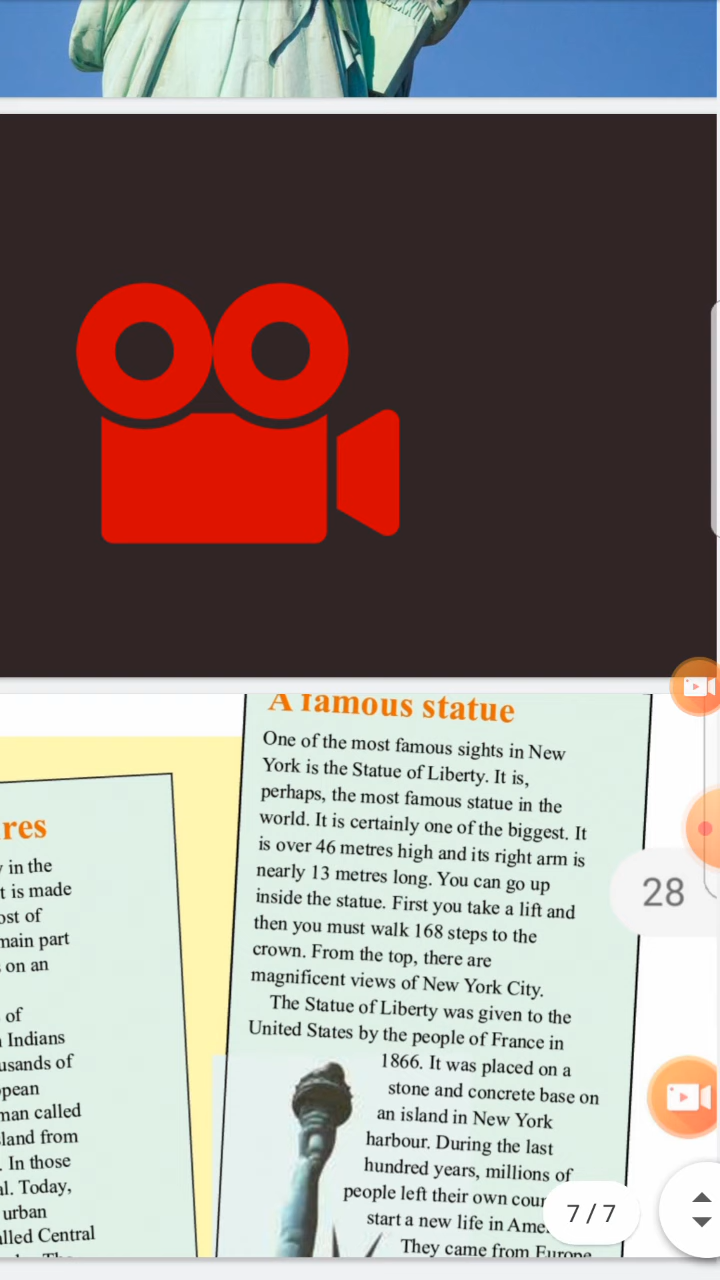 res
in the
t is made
ost of
main part
on an
of
Indians
usands of
pean
man called
land from
. In those
al. Today,
urban
lled Central
A famous statue
One of the most famous sights in New
York is the Statue of Liberty. It is,
perhaps, the most famous statue in the
world. It is certainly one of the biggest. It
is over 46 metres high and its right arm is
nearly 13 metres long. You can go up
inside the statue. First you take a lift and
then you must walk 168 steps to the
crown. From the top, there are
magnificent views of New York City.
The Statue of Liberty was given to the
United States by the people of France in
1866. It was placed on a
stone and concrete base on
an island in New York
harbour. During the last
hundred years, millions of
people left their own coun
start a new life in Ame
They came from Europe
28
7 / 7